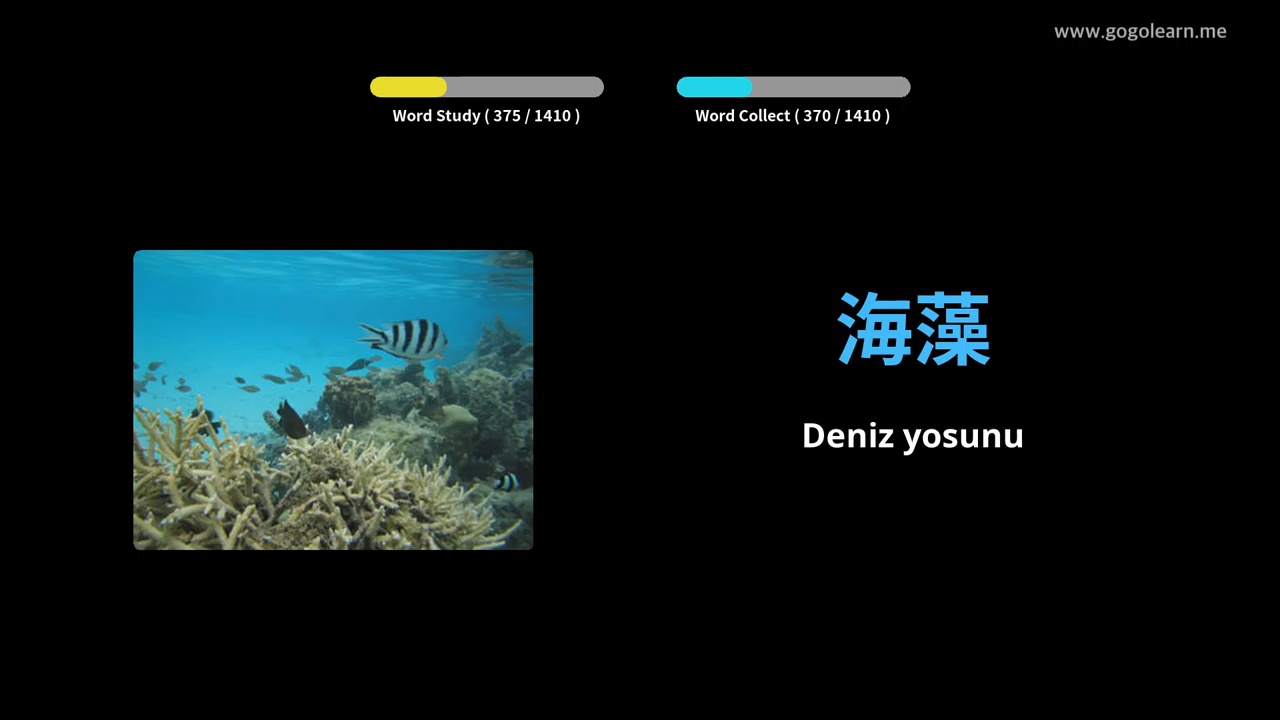 www.gogolearn.me
Word Study ( 375 / 1410 )
Word Collect ( 370 / 1410 )
海藻
Deniz yosunu